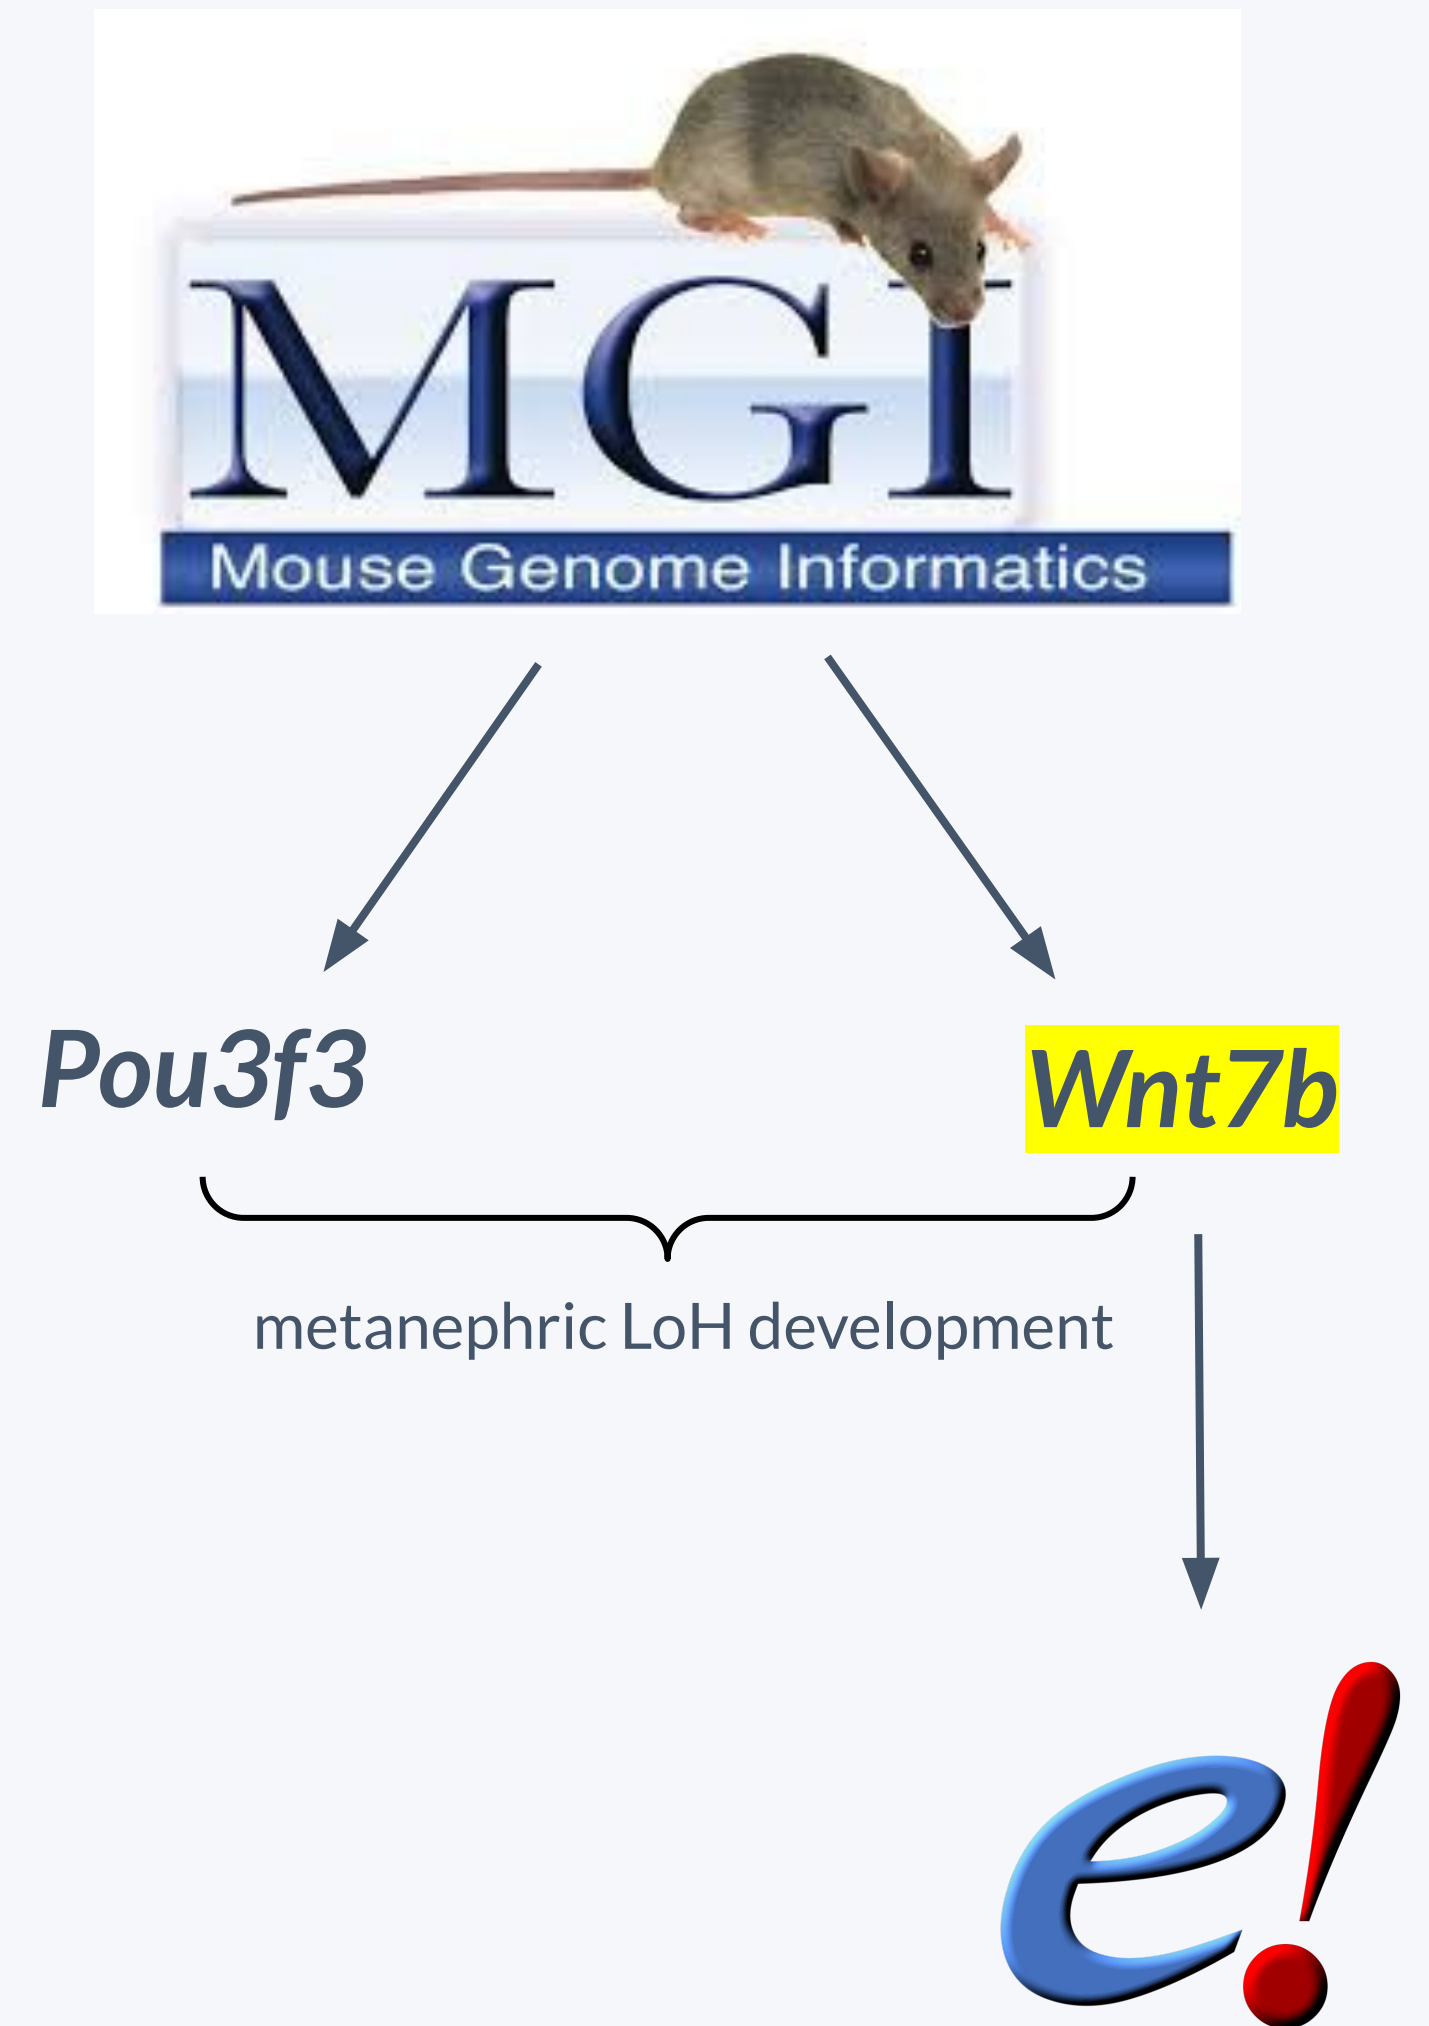 MGI
Mouse Genome Informatics
Pou3f3
Wnt7b
metanephric LoH development
e!